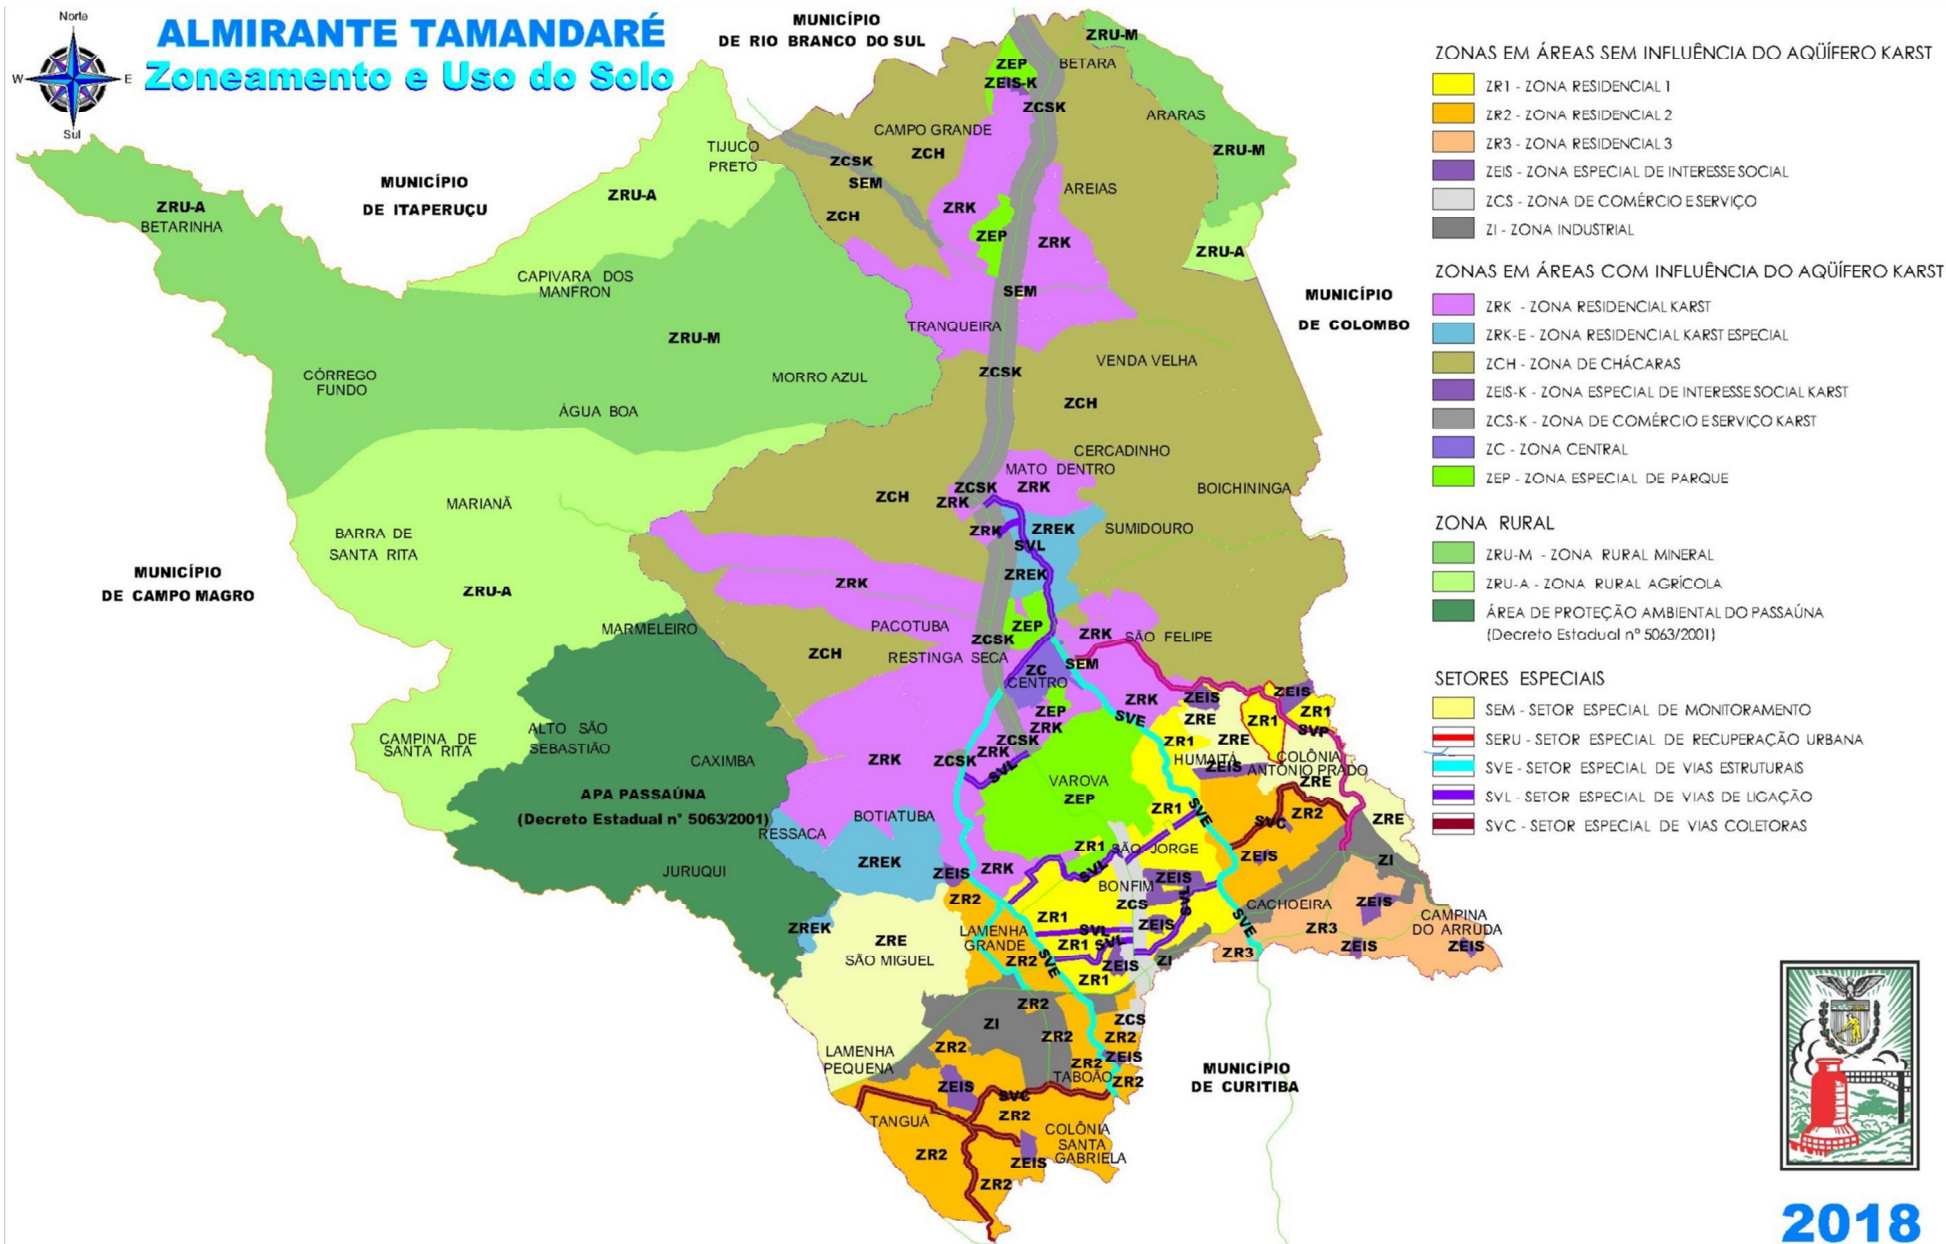 Norte
W
E
Sul
ALMIRANTE TAMANDARÉ
Zoneamento e Uso do Solo
MUNICÍPIO
DE RIO BRANCO DO SUL
MUNICÍPIO
DE ITAPERUÇU
MUNICÍPIO
DE COLOMBO
MUNICÍPIO
DE CAMPO MAGRO
MUNICÍPIO
DE CURITIBA
ZRU-M
ZEP
BETARA
ZEIS-K
ZCSK
ARARAS
CAMPO GRANDE
ZCH
ZRU-M
TIJUCO
PRETO
ZCSK
SEM
ZRU-A
AREIAS
ZRU-A
BETARINHA
ZCH
ZRK
ZEP
ZRK
ZRU-A
CAPIVARA DOS
MANFRON
SEM
TRANQUEIRA
ZRU-M
VENDA VELHA
CÓRREGO
FUNDO
MORRO AZUL
ZCSK
ÁGUA BOA
ZCH
CERCADINHO
MATO DENTRO
ZCSK
ZRK
BOICHININGA
MARIANÃ
ZCH
ZRK
BARRA DE
SANTA RITA
ZRK
ZREK
SUMIDOURO
SVL
ZREK
ZRK
ZRU-A
MARMELEIRO
PACOTUBA
ZEP
ZCSK
ZRK
SÃO FELIPE
ZCH
RESTINGA SECA
SEM
ZC
CENTRO
ZRK
ZEIS
ZEIS
ZEP
SVE
ZRE
ZR1
ZR1
ZRK
SVP
ALTO SÃO
SEBASTIÃO
CAMPINA DE
SANTA RITA
ZCSK
ZR1
ZRE
CAXIMBA
ZRK
ZCSK
ZRK
SVL
HUMAITÁ
ZEIS
COLÔNIA
ANTÔNIO PRADO
ZRE
VAROVA
ZEP
APA PASSAÚNA
(Decreto Estadual n° 5063/2001)
RESSACA
BOTIATUBA
ZR1
SVE
ZR2
SVC
ZRE
ZR1
SÃO JORGE
ZEIS
ZI
ZREK
JURUQUI
ZEIS
ZRK
SVL
BONFIM
ZEIS
SVL
ZR2
ZCS
CACHOEIRA
ZEIS
CAMPINA
DO ARRUDA
ZREK
ZR1
ZEIS
SVE
ZR3
LAMENHA
GRANDE
SVL
ZR1
SVL
ZEIS
ZEIS
ZRE
SÃO MIGUEL
ZR2
SVE
ZEIS
ZI
ZR3
ZR1
ZR2
ZI
ZCS
ZR2
ZR2
ZR2
ZEIS
LAMENHA
PEQUENA
ZR2
TABOÃO
ZR2
ZEIS
SVC
ZR2
TANGUÁ
COLÔNIA
SANTA
GABRIELA
ZR2
ZEIS
ZR2
ZONAS EM ÁREAS SEM INFLUÊNCIA DO AQÜÍFERO KARST
ZR1 - ZONA RESIDENCIAL 1
ZR2 - ZONA RESIDENCIAL 2
ZR3 - ZONA RESIDENCIAL 3
ZEIS - ZONA ESPECIAL DE INTERESSE SOCIAL
ZCS - ZONA DE COMÉRCIO E SERVIÇO
ZI - ZONA INDUSTRIAL
ZONAS EM ÁREAS COM INFLUÊNCIA DO AQÜÍFERO KARST
ZRK - ZONA RESIDENCIAL KARST
ZRK-E - ZONA RESIDENCIAL KARST ESPECIAL
ZCH - ZONA DE CHÁCARAS
ZEIS-K - ZONA ESPECIAL DE INTERESSE SOCIAL KARST
ZCS-K - ZONA DE COMÉRCIO E SERVIÇO KARST
ZC - ZONA CENTRAL
ZEP - ZONA ESPECIAL DE PARQUE
ZONA RURAL
ZRU-M - ZONA RURAL MINERAL
ZRU-A - ZONA RURAL AGRÍCOLA
ÁREA DE PROTEÇÃO AMBIENTAL DO PASSAÚNA
(Decreto Estadual nº 5063/2001)
SETORES ESPECIAIS
SEM - SETOR ESPECIAL DE MONITORAMENTO
SERU - SETOR ESPECIAL DE RECUPERAÇÃO URBANA
SVE - SETOR ESPECIAL DE VIAS ESTRUTURAIS
SVL - SETOR ESPECIAL DE VIAS DE LIGAÇÃO
SVC - SETOR ESPECIAL DE VIAS COLETORAS
2018